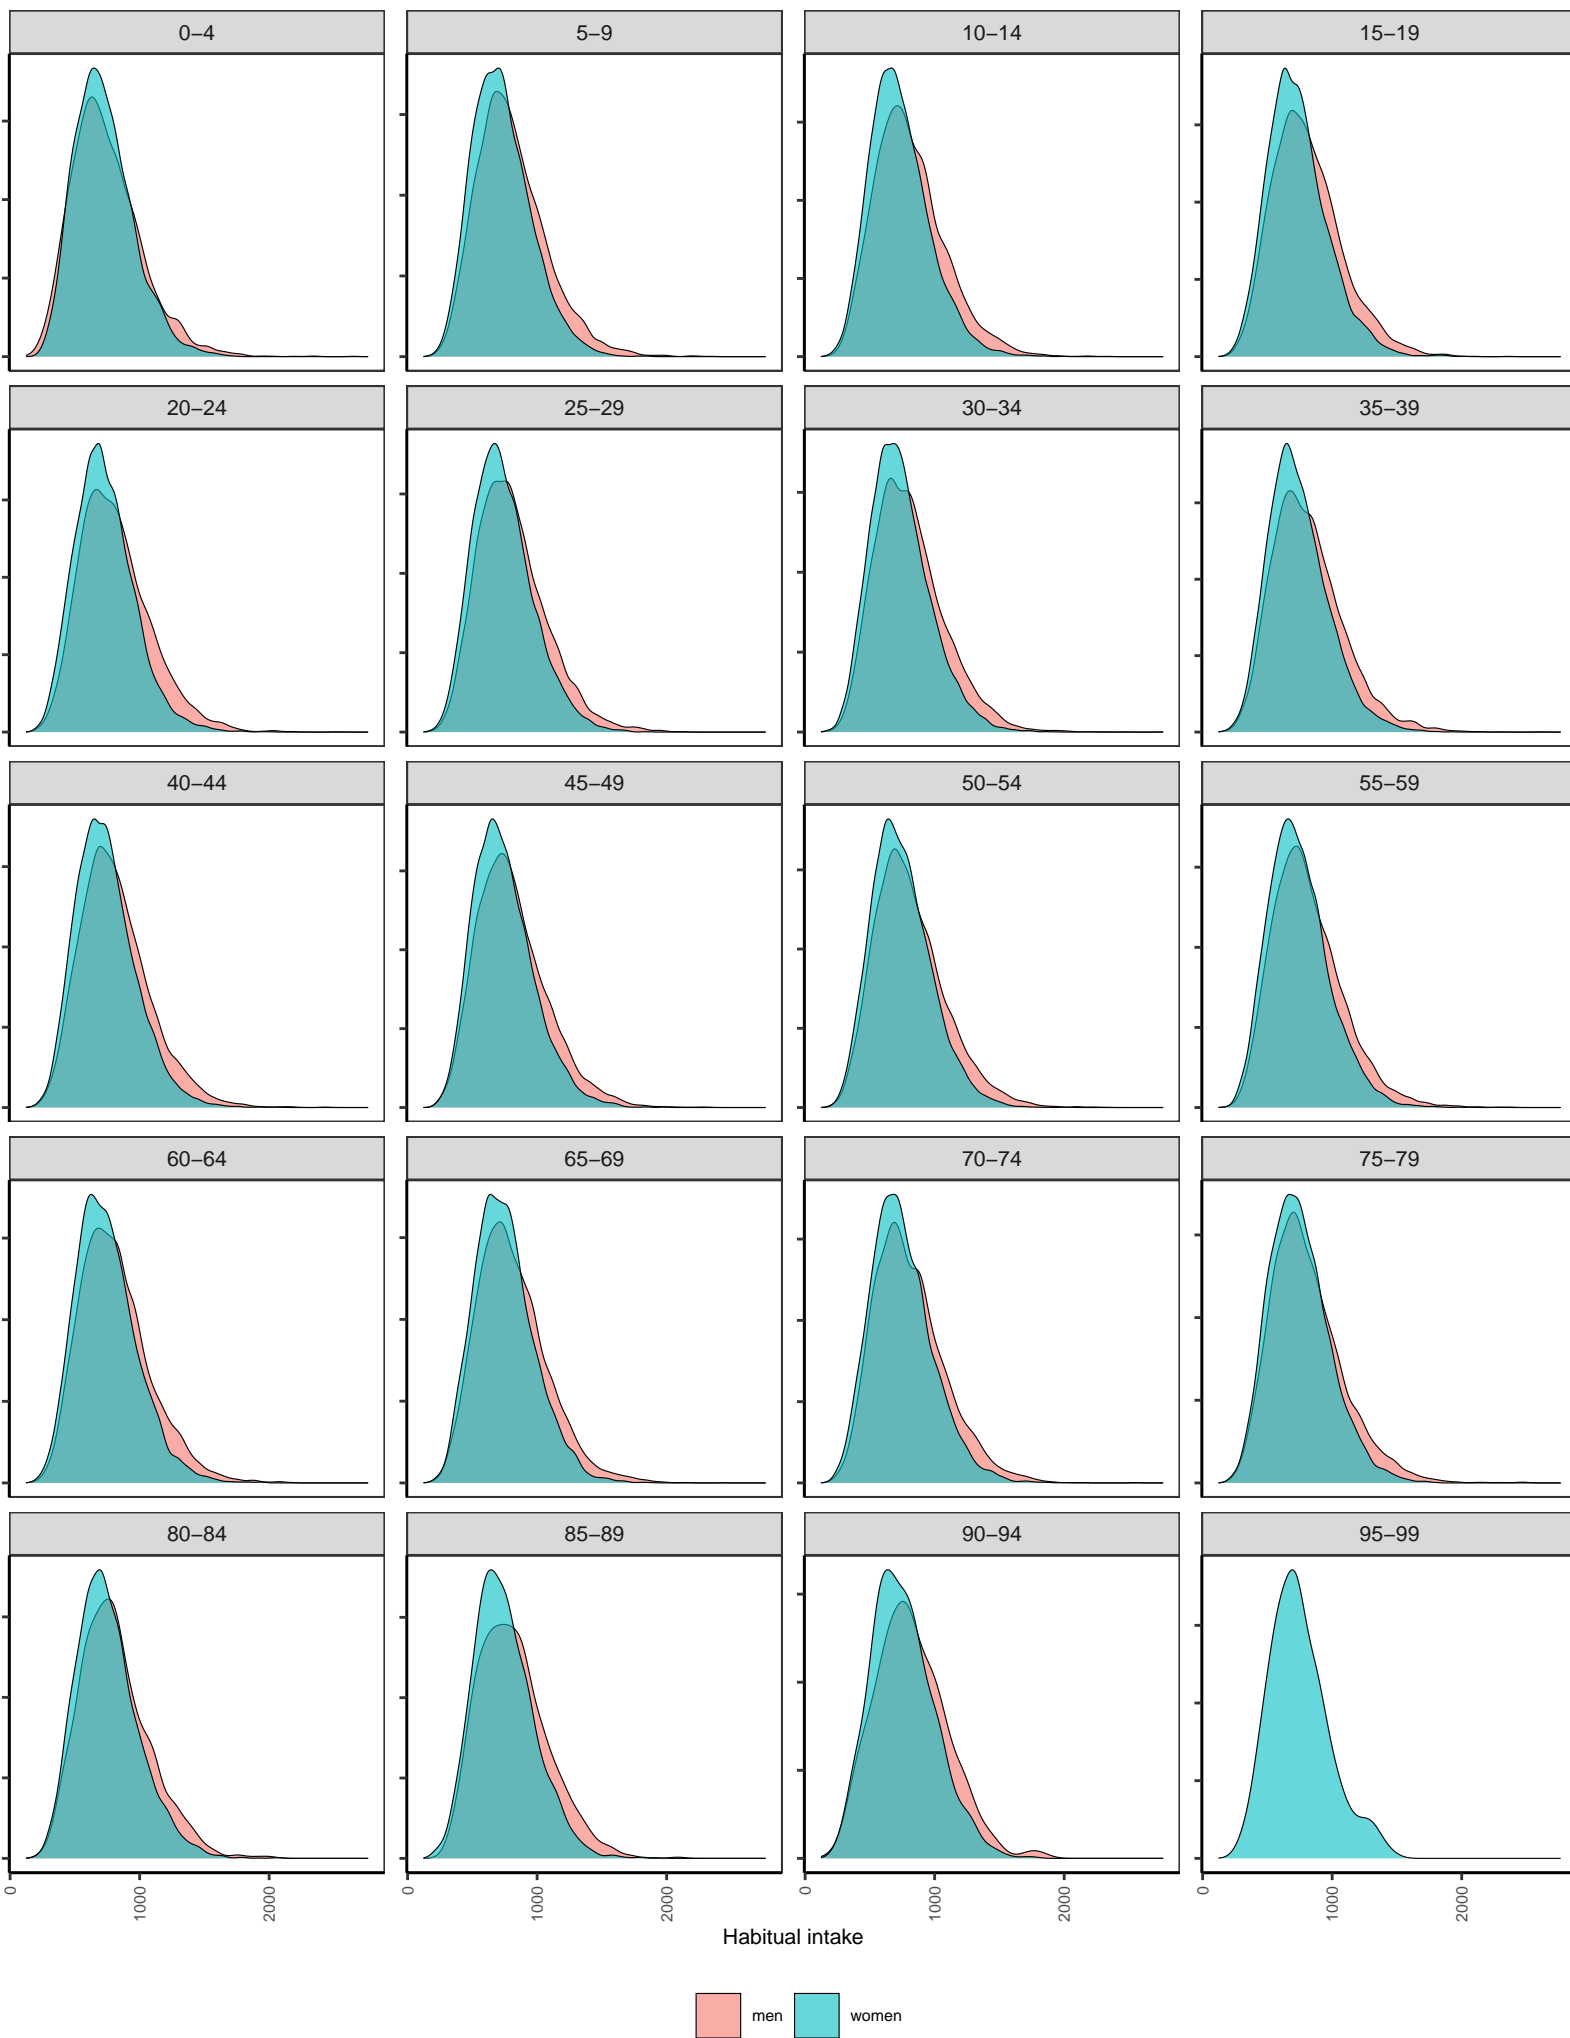 0−4 5−9 10−14 15−19
20−24 25−29 30−34 35−39
40−44 45−49 50−54 55−59
60−64 65−69 70−74 75−79
80−84 85−89 90−94 95−99
0 1000 2000 0 1000 2000 0 1000 2000 0 1000 2000
Habitual intake
men women